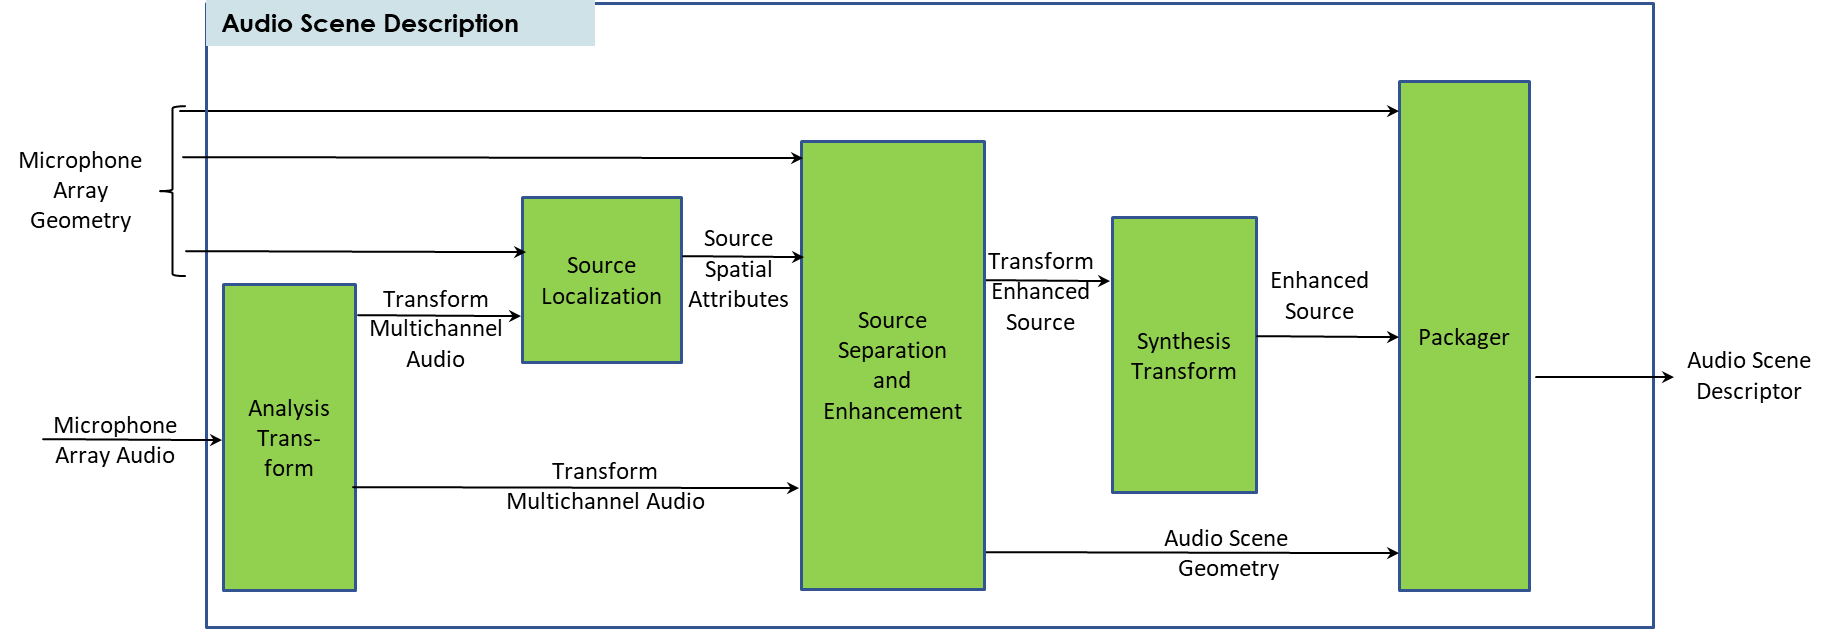 Audio Scene Description
Microphone
Array
Geometry
Microphone
Array Audio
Analysis
Trans-
form
Transform
Multichannel
Audio
Transform
Multichannel Audio
Source
Localization
Source
Spatial
Attributes
Source
Separation
and
Enhancement
Transform
Enhanced
Source
Synthesis
Transform
Enhanced
Source
Audio Scene
Geometry
Packager
Audio Scene
Descriptor